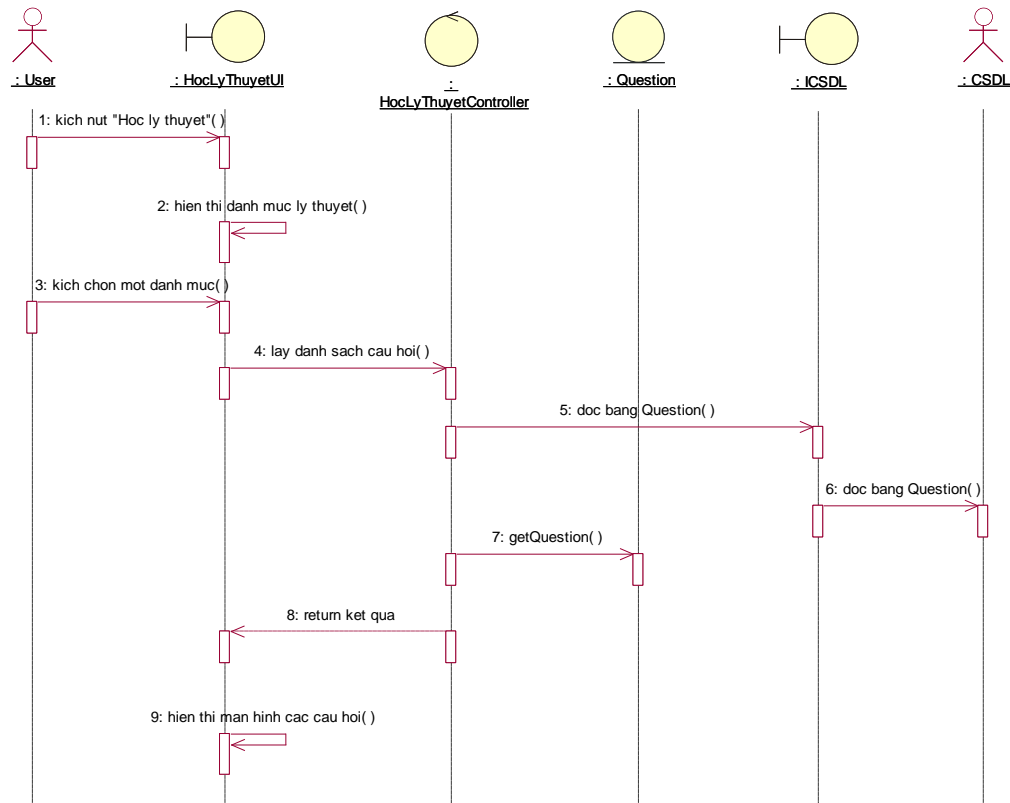 : User
: HocLyThuyetUI
:
HocLyThuyetController
: Question
: ICSDL
: CSDL
1: kich nut "Hoc ly thuyet"( )
2: hien thi danh muc ly thuyet( )
3: kich chon mot danh muc( )
4: lay danh sach cau hoi( )
5: doc bang Question( )
6: doc bang Question( )
7: getQuestion( )
8: return ket qua
9: hien thi man hinh cac cau hoi( )